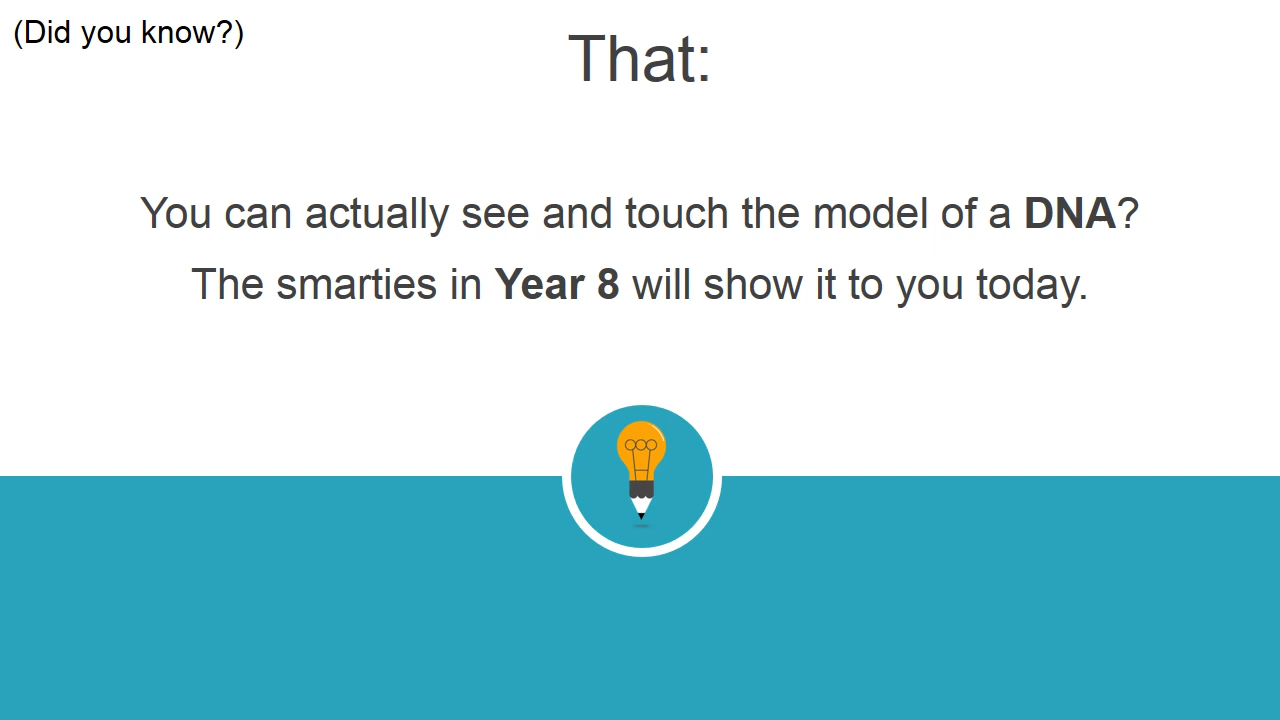 (Did you know?)
That:
You can actually see and touch the model of a DNA?
The smarties in Year 8 will show it to you today.